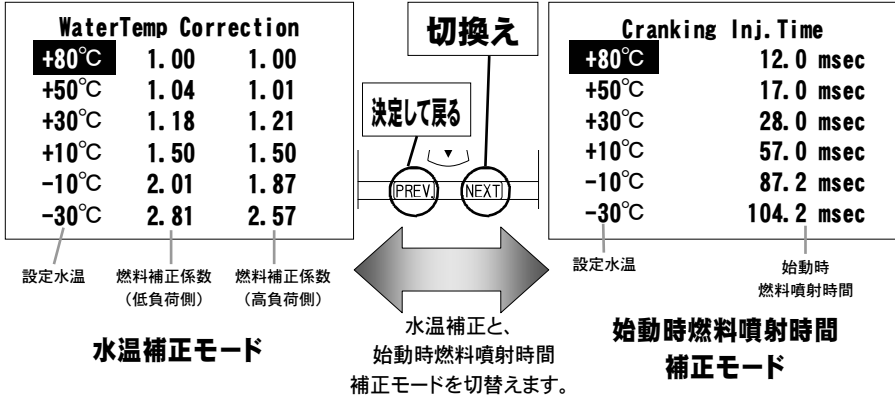 WaterTemp Correction
+80℃ 1.00 1.00
+50℃ 1.04 1.01
+30℃ 1.18 1.21
+10℃ 1.50 1.50
-10℃ 2.01 1.87
-30℃ 2.81 2.57
設定水温
燃料補正係数
(低負荷側)
燃料補正係数
(高負荷側)
水温補正モード
切換え
決定して戻る
PREV. NEXT
水温補正と、
始動時燃料噴射時間
補正モードを切替えます。
Cranking Inj.Time
+80℃ 12.0 msec
+50℃ 17.0 msec
+30℃ 28.0 msec
+10℃ 57.0 msec
-10℃ 87.2 msec
-30℃ 104.2 msec
設定水温
始動時
燃料噴射時間
始動時燃料噴射時間
補正モード